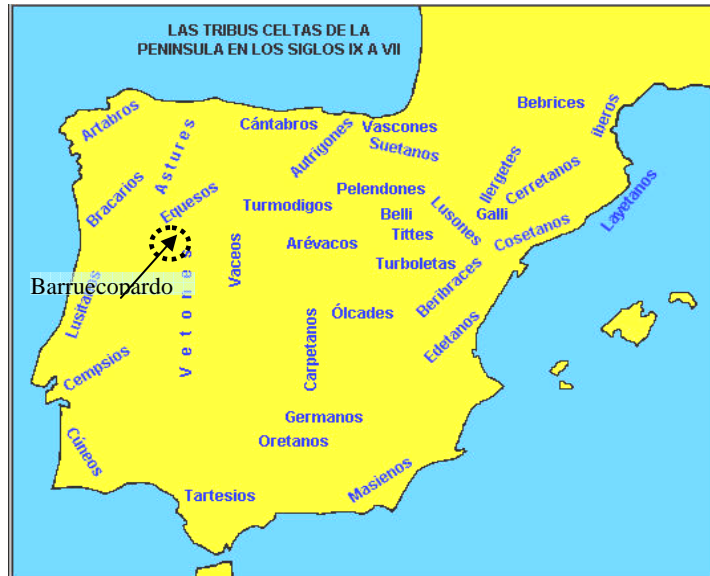 LAS TRIBUS CELTAS DE LA
PENINSULA EN LOS SIGLOS IX A VII
Bebrices
iberos
Artabros
Astures
Cántabros
Autrigones
Vascones
Suetanos
Ilergetes
Cerretanos
Layetanos
Bracarios
Equesos
Turmodigos
Pelendones
Belli
Lusones
Galli
Cosetanos
Tittes
Arévacos
Vaceos
Turboletas
Beribraces
Barruecopardo
Lusitanos
Vetones
Ólcades
Edetanos
Carpetanos
Cempsios
Germanos
Oretanos
Cúneos
Masienos
Tartesios